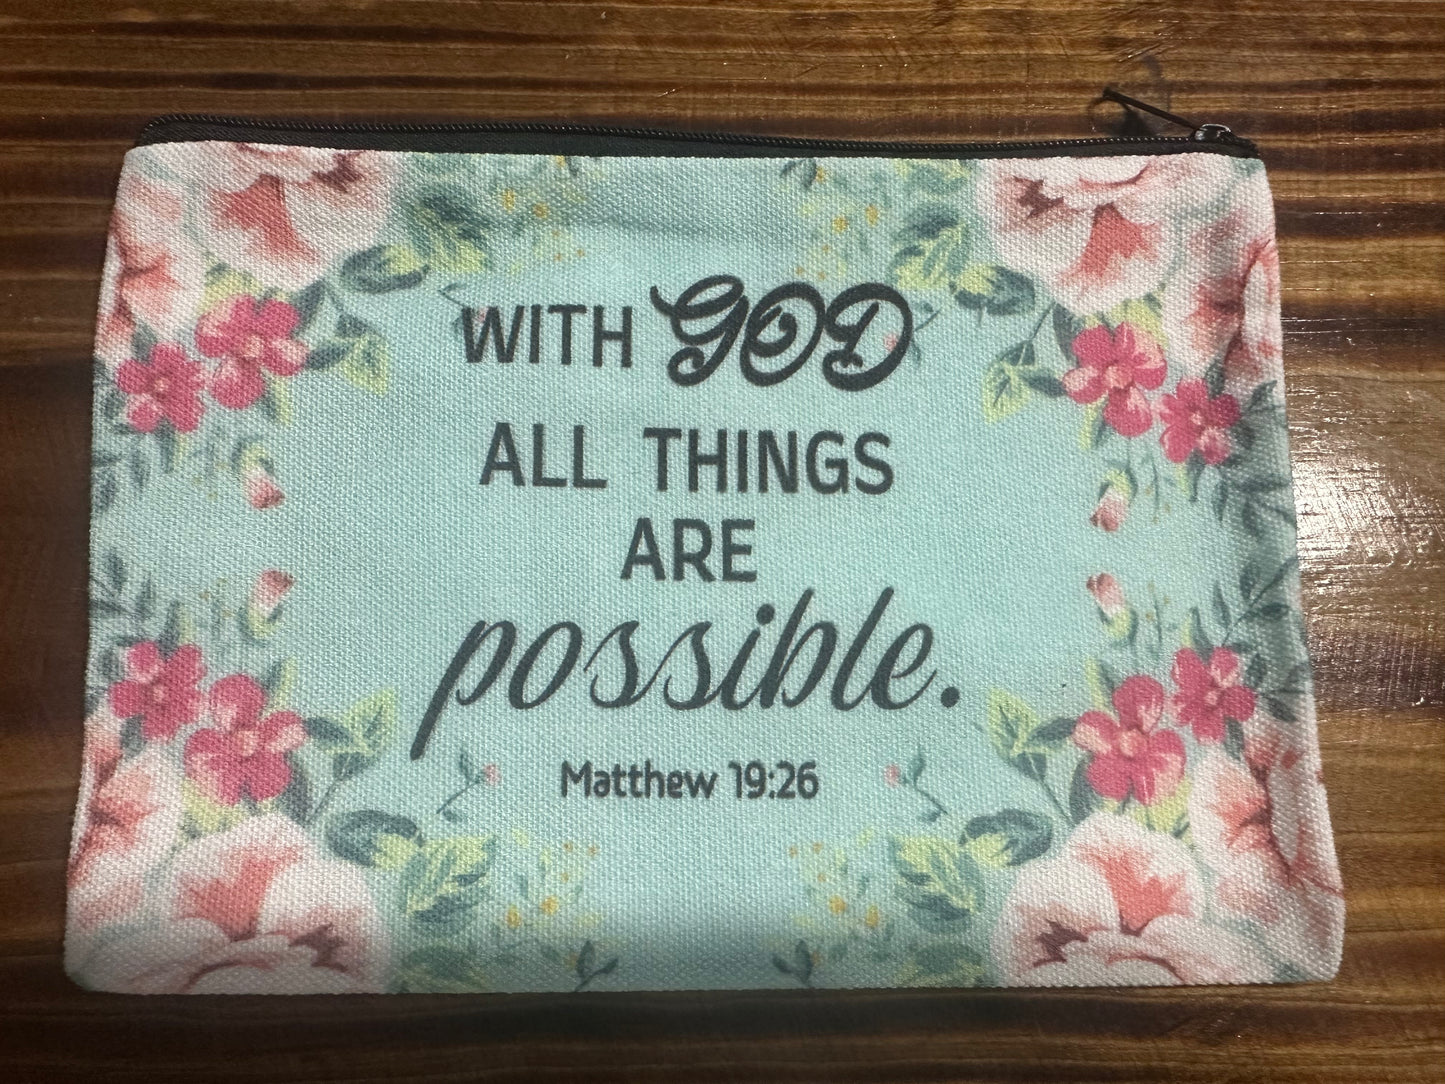 WITH GOD
ALL THINGS
ARE
possible.
Matthew 19:26